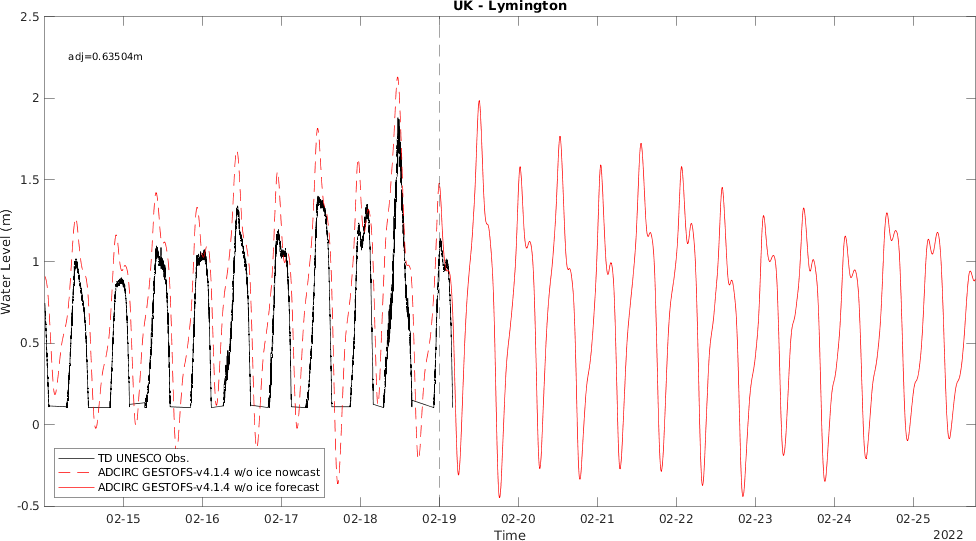 UK - Lymington
2.5
adj=0.63504m
2
1.5
1
0.5
0
-0.5
Water Level (m)
TD UNESCO Obs.
ADCIRC GESTOFS-v4.1.4 w/o ice nowcast
ADCIRC GESTOFS-v4.1.4 w/o ice forecast
02-15 02-16 02-17 02-18 02-19 02-20 02-21 02-22 02-23 02-24 02-25
Time
2022